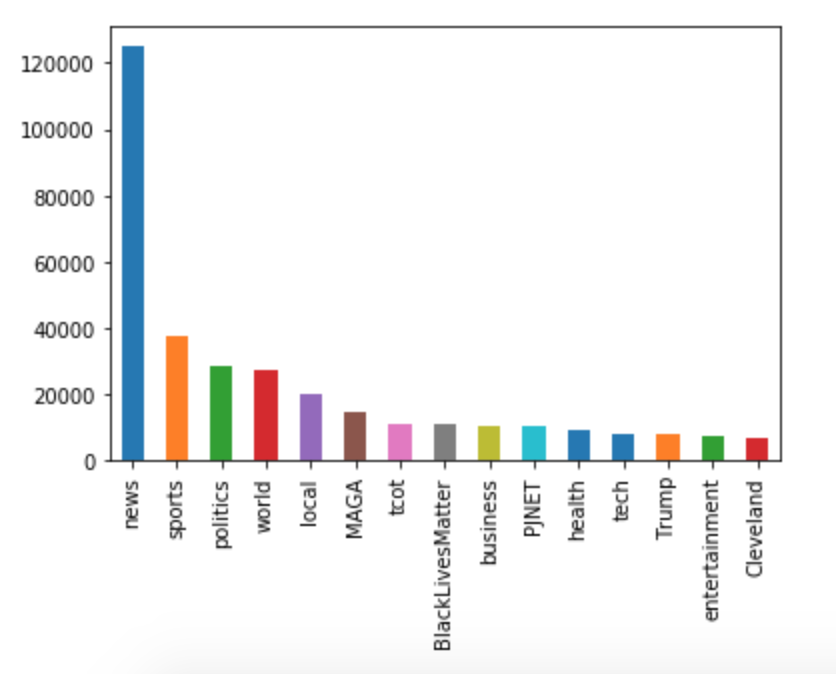 120000
100000
80000
60000
40000
20000
0
news
sports
politics
world
local
MAGA
tcot
BlackLivesMatter
business
PJNET
health
tech
Trump
entertainment
Cleveland